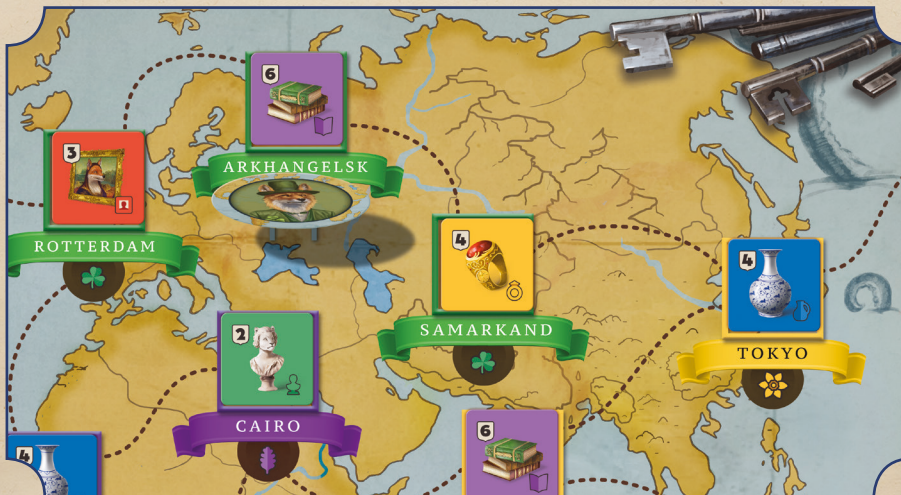 6
ARKHANGELSK
3
ROTTERDAM
4
SAMARKAND
4
TOKYO
2
CAIRO
4
6